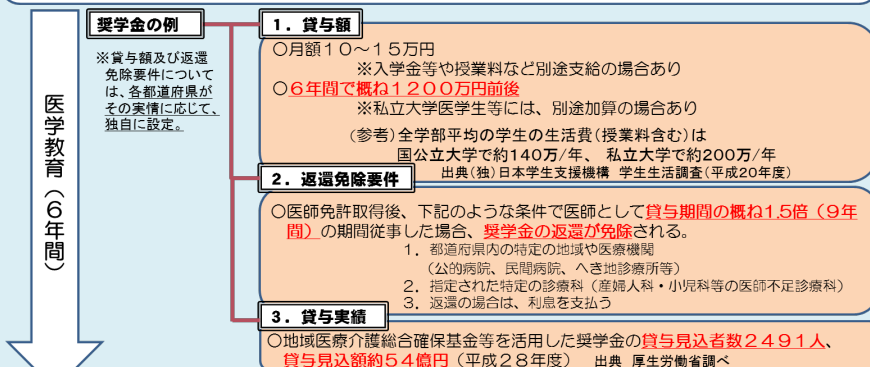 奨学金の例
※貸与額及び返還
免除要件について
は、各都道府県が
その実情に応じて、
独自に設定。
医学教育（６年間）
１．貸与額
○月額１０～１５万円
※入学金等や授業料など別途支給の場合あり
○６年間で概ね１２００万円前後
※私立大学医学生等には、別途加算の場合あり
(参考)全学部平均の学生の生活費(授業料含む)は
国公立大学で約140万/年、 私立大学で約200万/年
出典(独)日本学生支援機構 学生生活調査(平成20年度)
２．返還免除要件
○医師免許取得後、下記のような条件で医師として貸与期間の概ね1.5倍（９年
間）の期間従事した場合、奨学金の返還が免除される。
１．都道府県内の特定の地域や医療機関
（公的病院、民間病院、へき地診療所等）
２．指定された特定の診療科（産婦人科・小児科等の医師不足診療科）
３．返還の場合は、利息を支払う
３．貸与実績
○地域医療介護総合確保基金等を活用した奨学金の貸与見込者数２４９１人、
貸与見込額約５４億円（平成２８年度） 出典 厚生労働省調べ